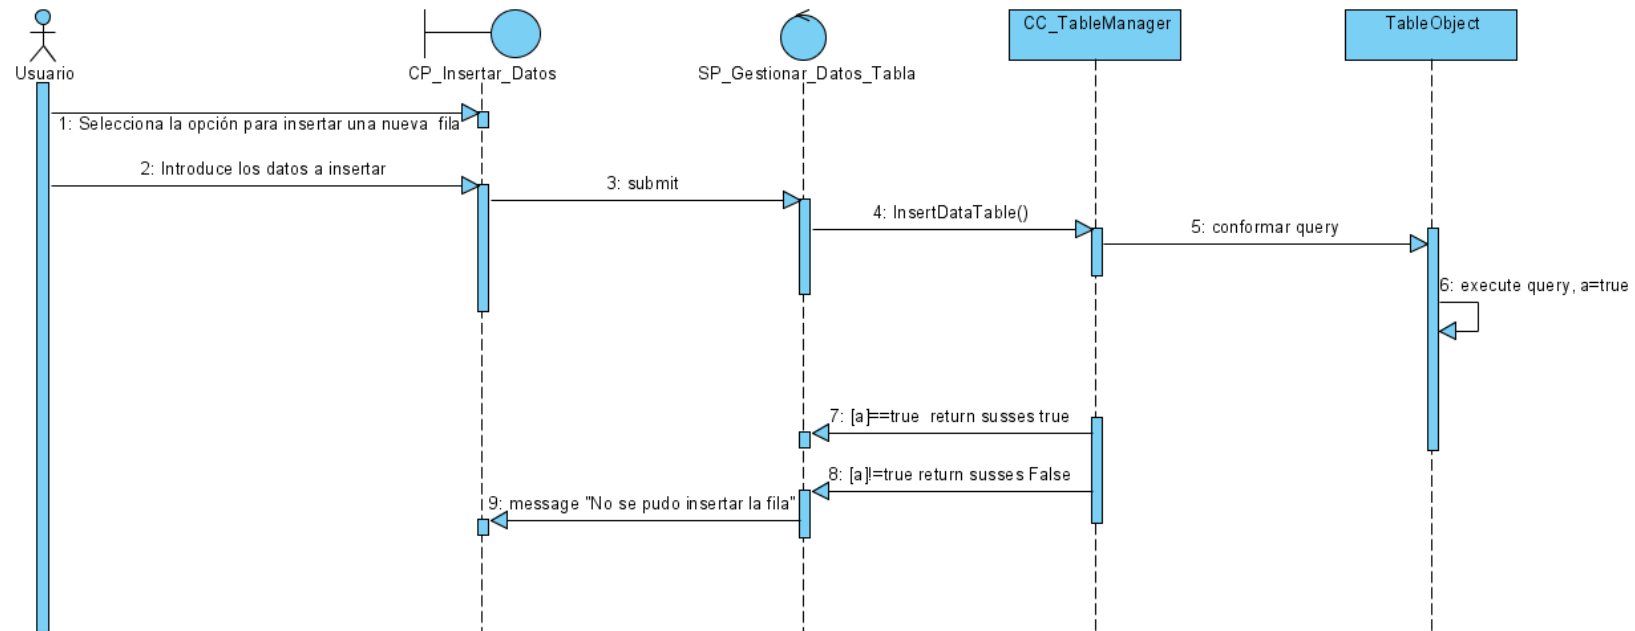 Usuario
CP_Insertar_Datos
SP_Gestionar_Datos_Tabla
CC_TableManager
TableObject
1: Selecciona la opción para insertar una nueva fila
2: Introduce los datos a insertar
3: submit
4: InsertDataTable()
5: conformar query
6: execute query, a=true
7: [a]==true return susses true
8: [a]!=true return susses False
9: message "No se pudo insertar la fila"